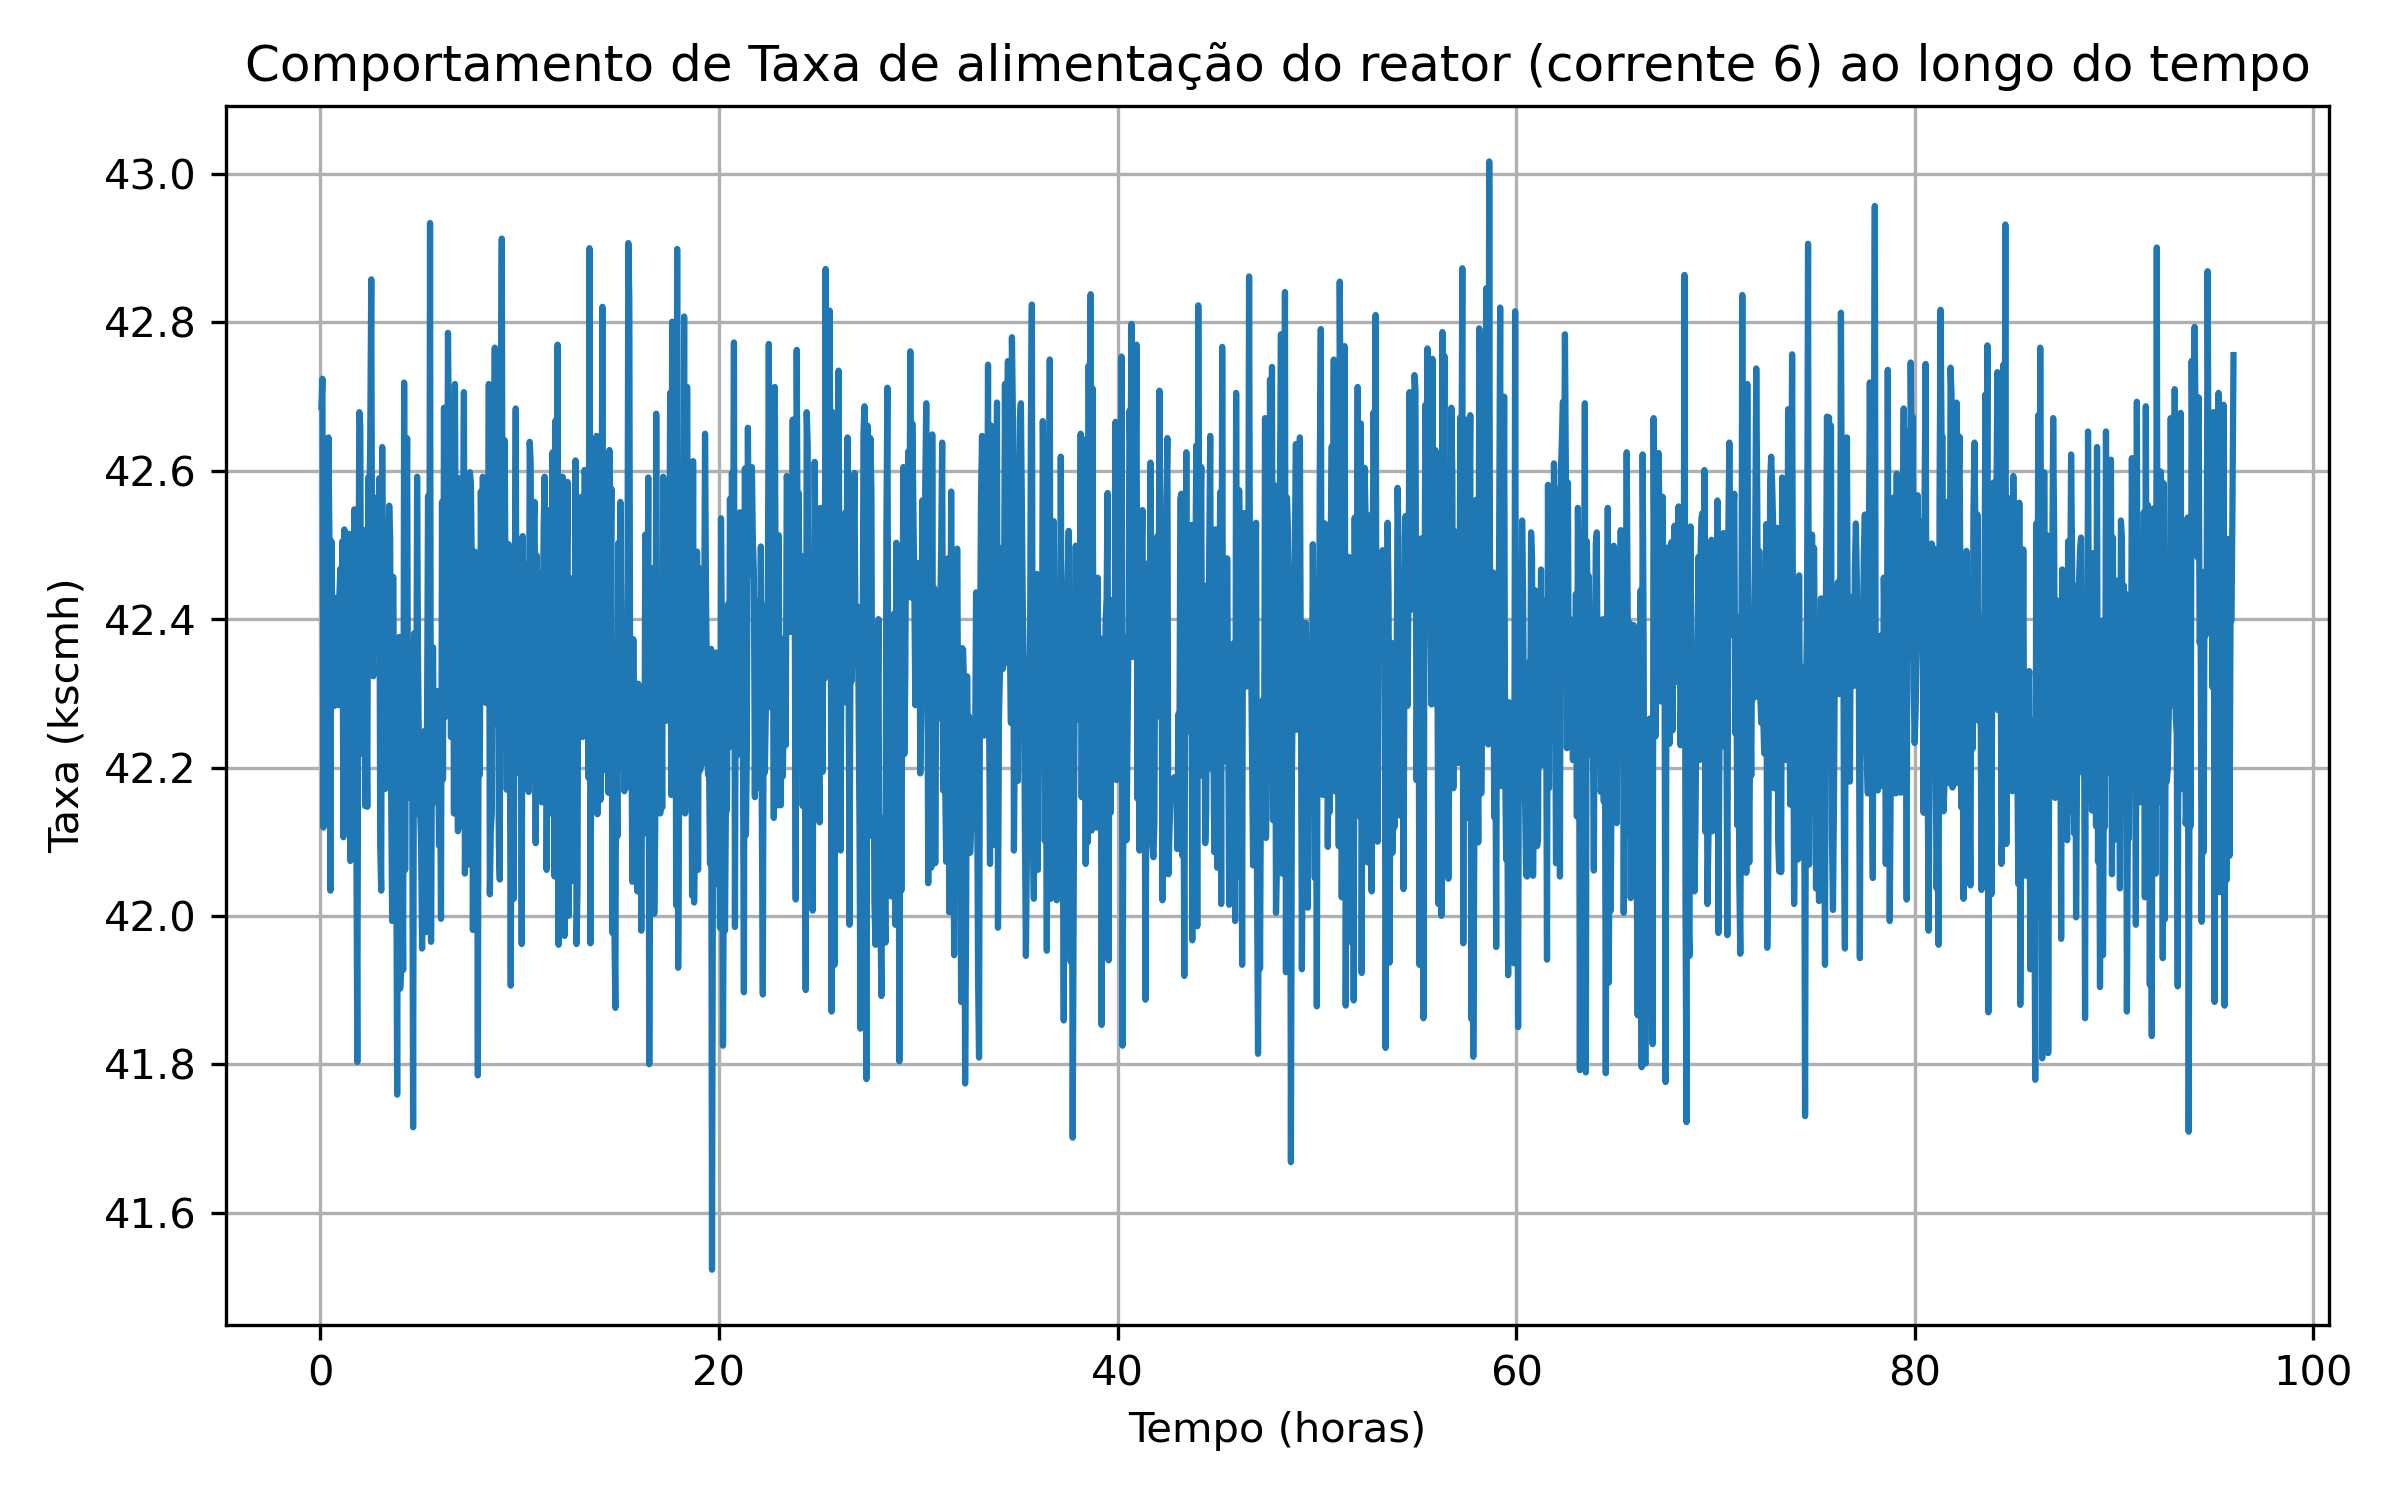 Comportamento de Taxa de alimentação do reator (corrente 6) ao longo do tempo
43.0
42.8
42.6
42.4
42.2
42.0
41.8
41.6
Taxa (kscmh)
0 20 40 60 80 100
Tempo (horas)